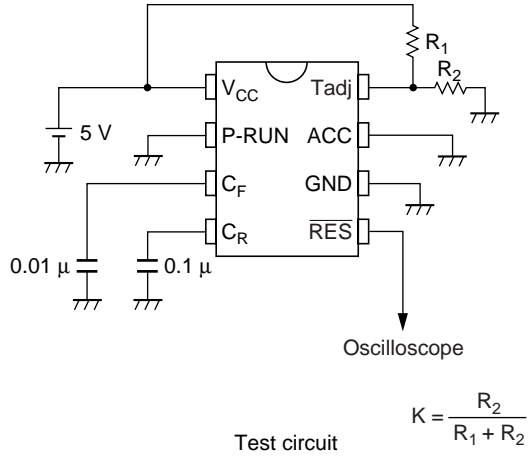 R1
R2
VCC
Tadj
5 V
P-RUN
ACC
CF
GND
CR
RES
0.01 μ
0.1 μ
Oscilloscope
K = R2 / R1 + R2
Test circuit